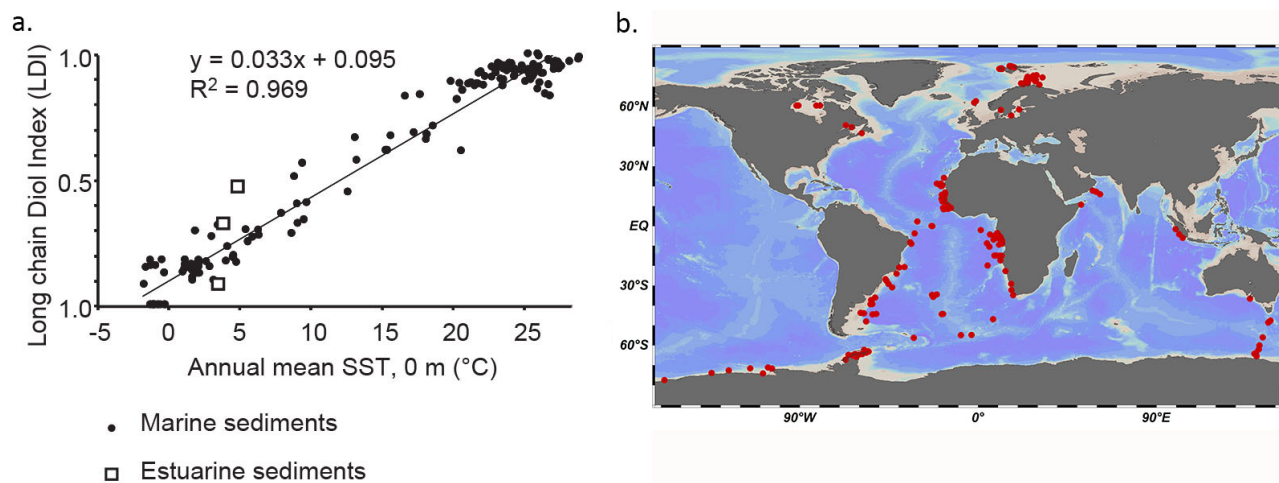 a.
y = 0.033x + 0.095
R² = 0.969
Long chain Diol Index (LDI)
1.0
0.5
1.0
-5 0 5 10 15 20 25
Annual mean SST, 0 m (°C)
Marine sediments
Estuarine sediments
b.
60°N
30°N
EQ
30°S
60°S
90°W 0° 90°E